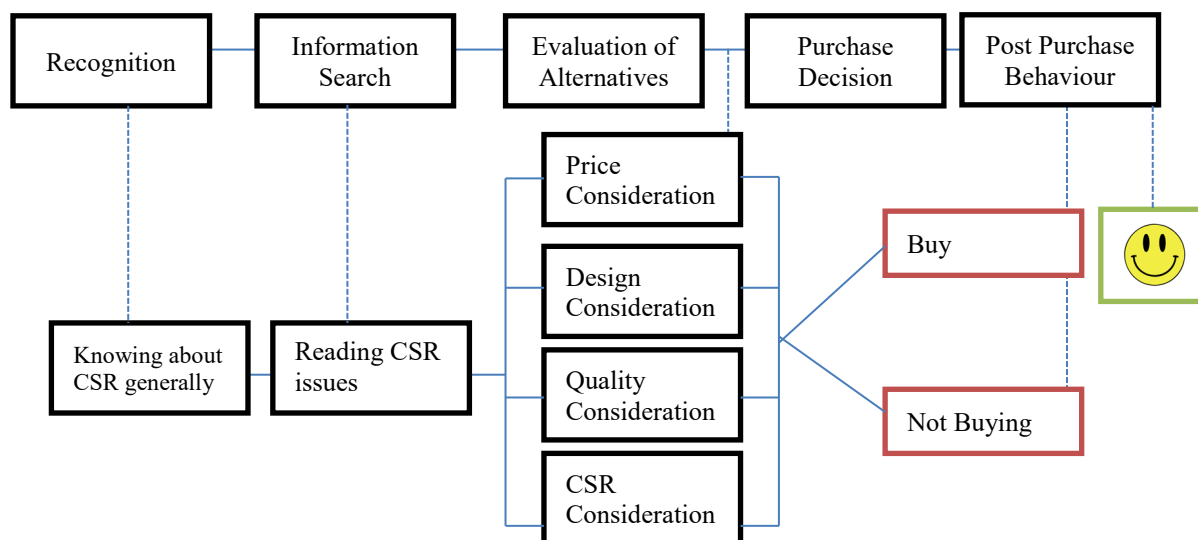 Recognition
Information
Search
Evaluation of
Alternatives
Purchase
Decision
Post Purchase
Behaviour
Price
Consideration
Design
Consideration
Quality
Consideration
CSR
Consideration
Knowing about
CSR generally
Reading CSR
issues
Buy
Not Buying